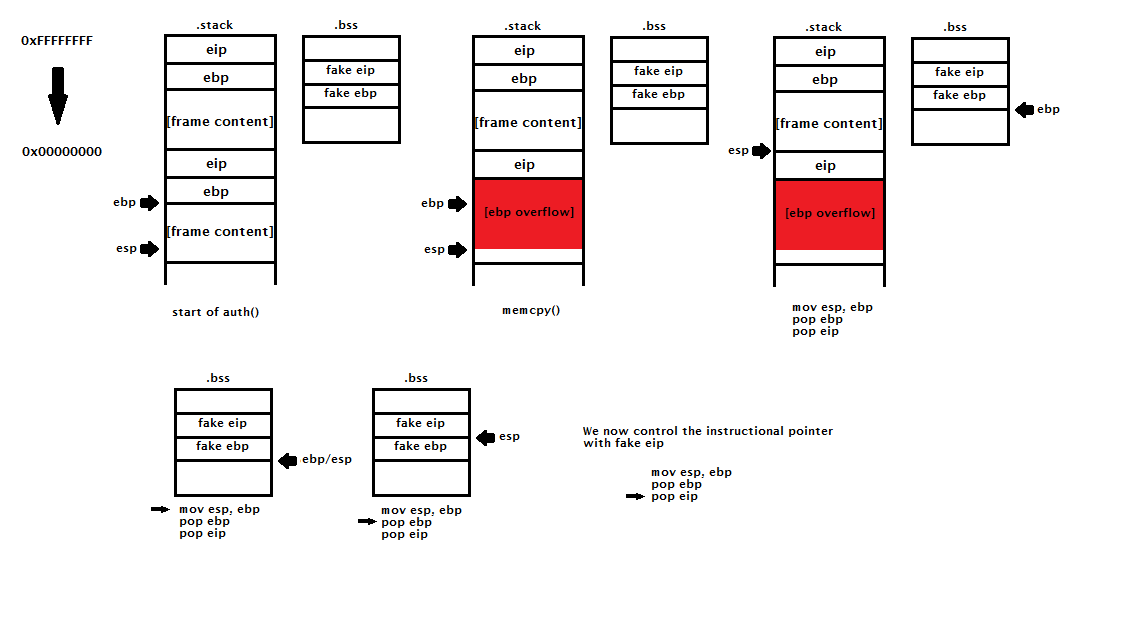 0xFFFFFFFF
0x00000000
.stack
eip
ebp
[frame content]
eip
ebp
[frame content]
ebp
esp
start of auth()
.bss
fake eip
fake ebp
.stack
eip
ebp
[frame content]
eip
[ebp overflow]
ebp
esp
memcpy()
.bss
fake eip
fake ebp
.stack
eip
ebp
[frame content]
esp
eip
[ebp overflow]
mov esp, ebp
pop ebp
pop eip
.bss
fake eip
fake ebp
ebp
.bss
fake eip
fake ebp
ebp/esp
mov esp, ebp
pop ebp
pop eip
.bss
fake eip
fake ebp
esp
mov esp, ebp
pop ebp
pop eip
We now control the instructional pointer
with fake eip
mov esp, ebp
pop ebp
pop eip